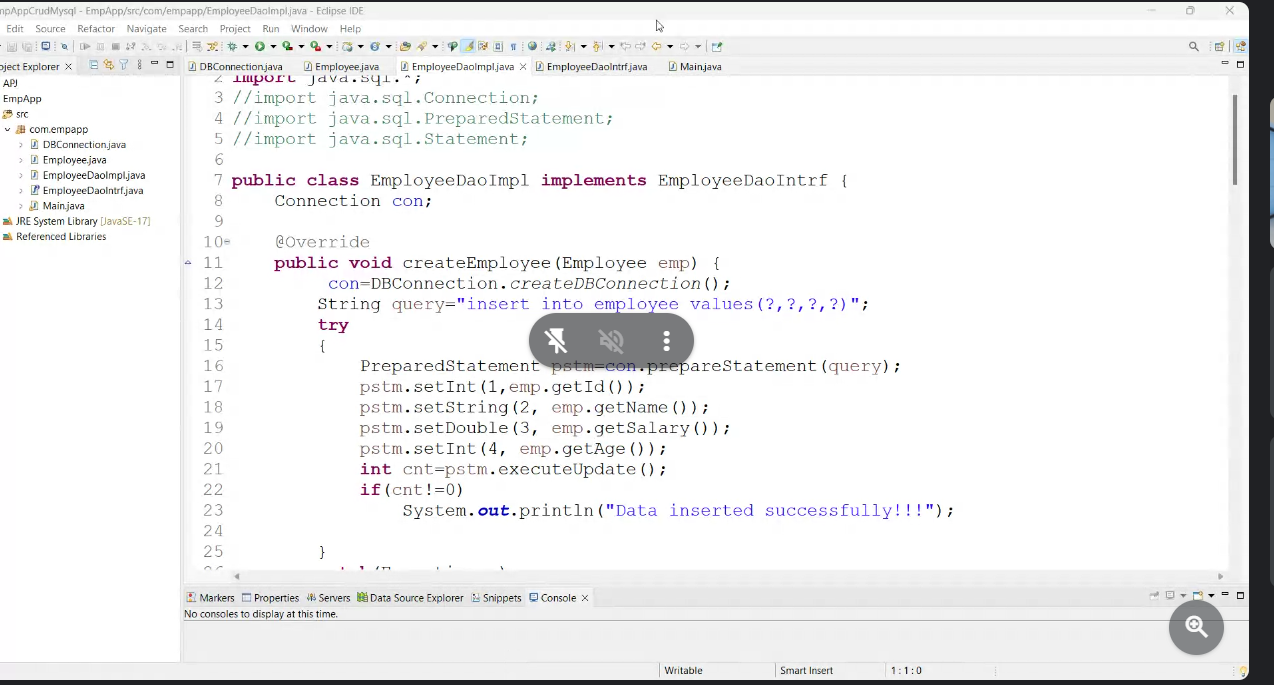 mpAppCrudMysql - EmpApp/src/com/empapp/EmployeeDaoImpl.java - Eclipse IDE
Edit Source Refactor Navigate Search Project Run Window Help
oject Explorer
DBConnection.java Employee.java EmployeeDaoImpl.java EmployeeDaoIntrf.java Main.java
APJ
EmpApp
src
com.empapp
DBConnection.java
Employee.java
EmployeeDaoImpl.java
EmployeeDaoIntrf.java
Main.java
JRE System Library [JavaSE-17]
Referenced Libraries
2 import java.sql.*;
3 //import java.sql.Connection;
4 //import java.sql.PreparedStatement;
5 //import java.sql.Statement;
6
7 public class EmployeeDaoImpl implements EmployeeDaoIntrf {
8 Connection con;
9
10 @Override
11 public void createEmployee(Employee emp) {
12 con=DBConnection.createDBConnection();
13 String query="insert into employee values(?,?,?,?)";
14 try
15 {
16 PreparedStatement pstm=con.prepareStatement(query);
17 pstm.setInt(1,emp.getId());
18 pstm.setString(2, emp.getName());
19 pstm.setDouble(3, emp.getSalary());
20 pstm.setInt(4, emp.getAge());
21 int cnt=pstm.executeUpdate();
22 if(cnt!=0)
23 System.out.println("Data inserted successfully!!!");
24
25 }
Markers Properties Servers Data Source Explorer Snippets Console
No consoles to display at this time.
Writable Smart Insert 1 : 1 : 0